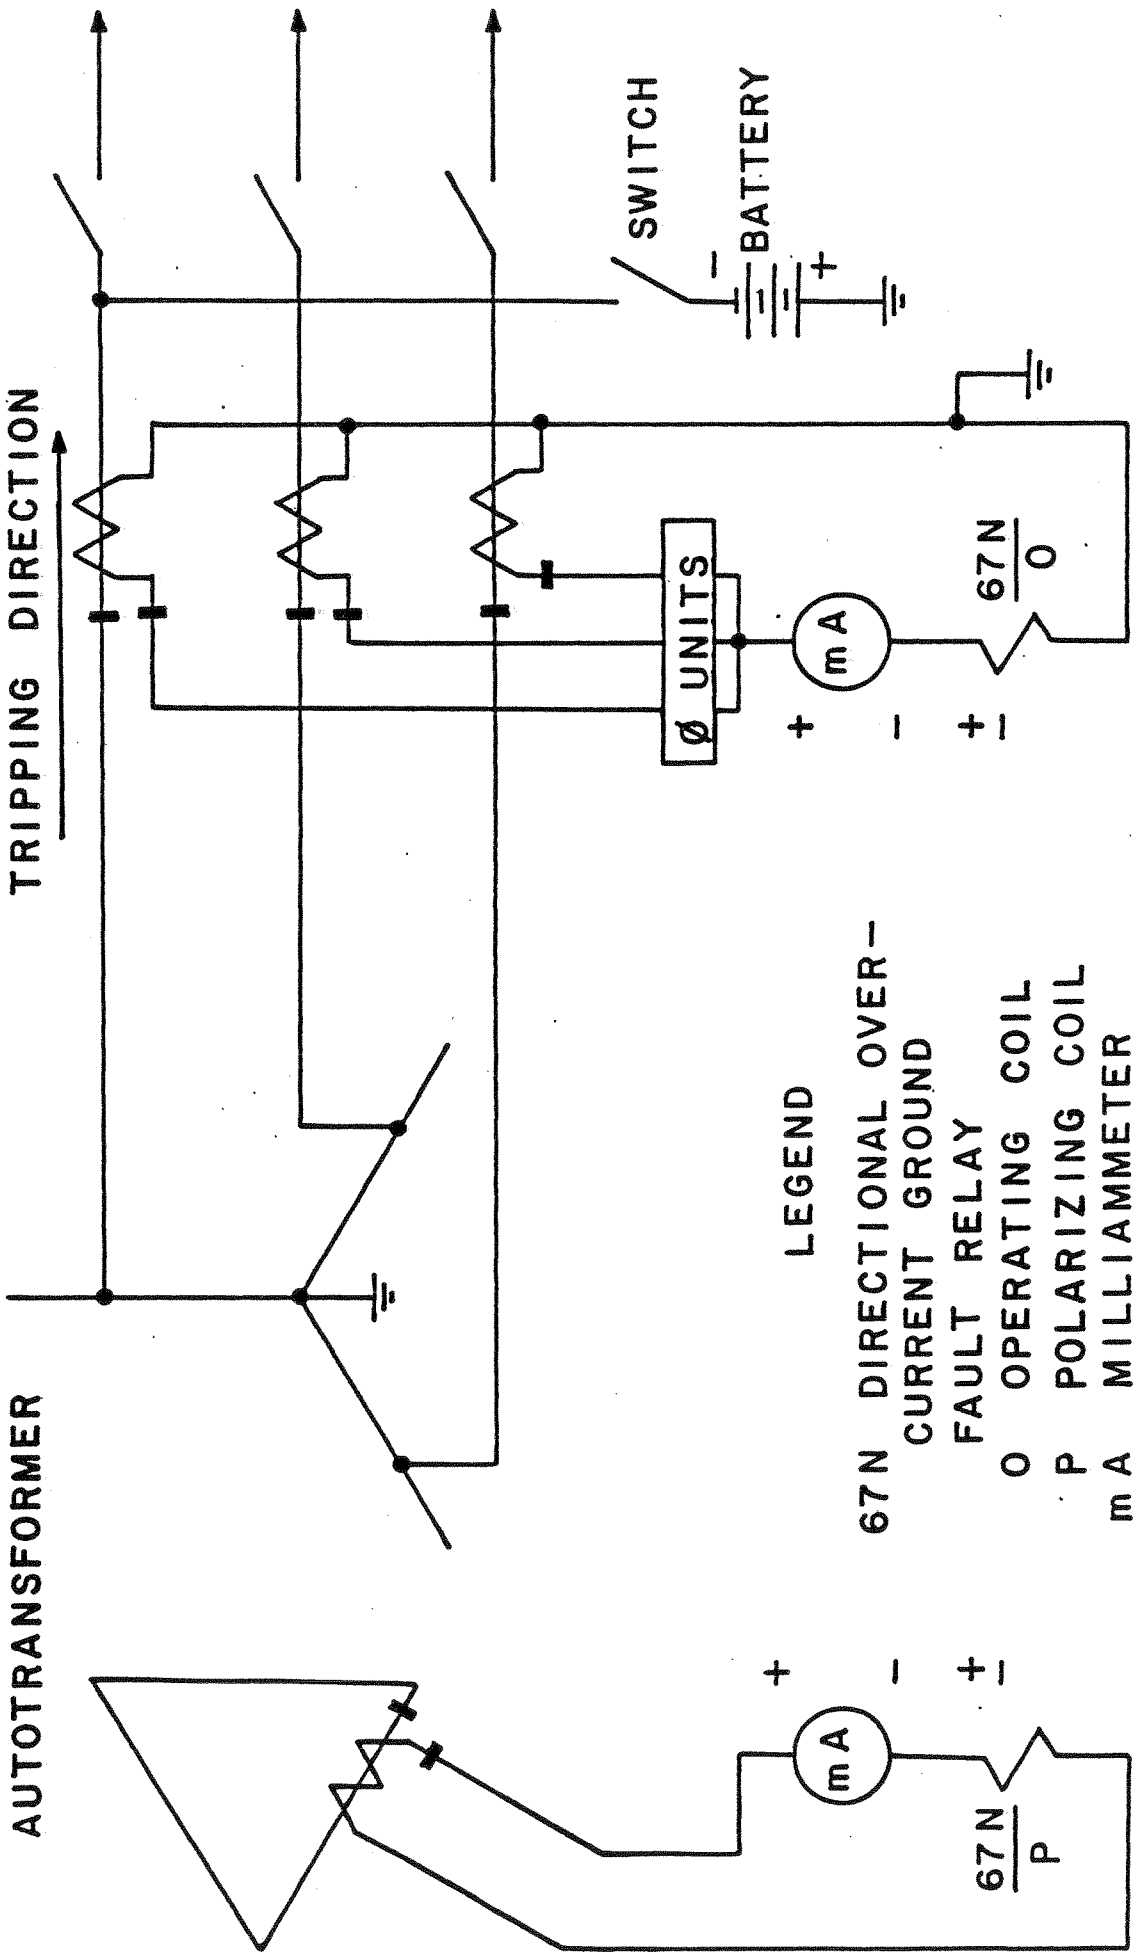 AUTOTRANSFORMER
TRIPPING DIRECTION
SWITCH
-
BATTERY
+
Ø UNITS
+
mA
-
±
67N
O
+
mA
-
±
67N
P
LEGEND
67N DIRECTIONAL OVER-
CURRENT GROUND
FAULT RELAY
O OPERATING COIL
P POLARIZING COIL
mA MILLIAMMETER